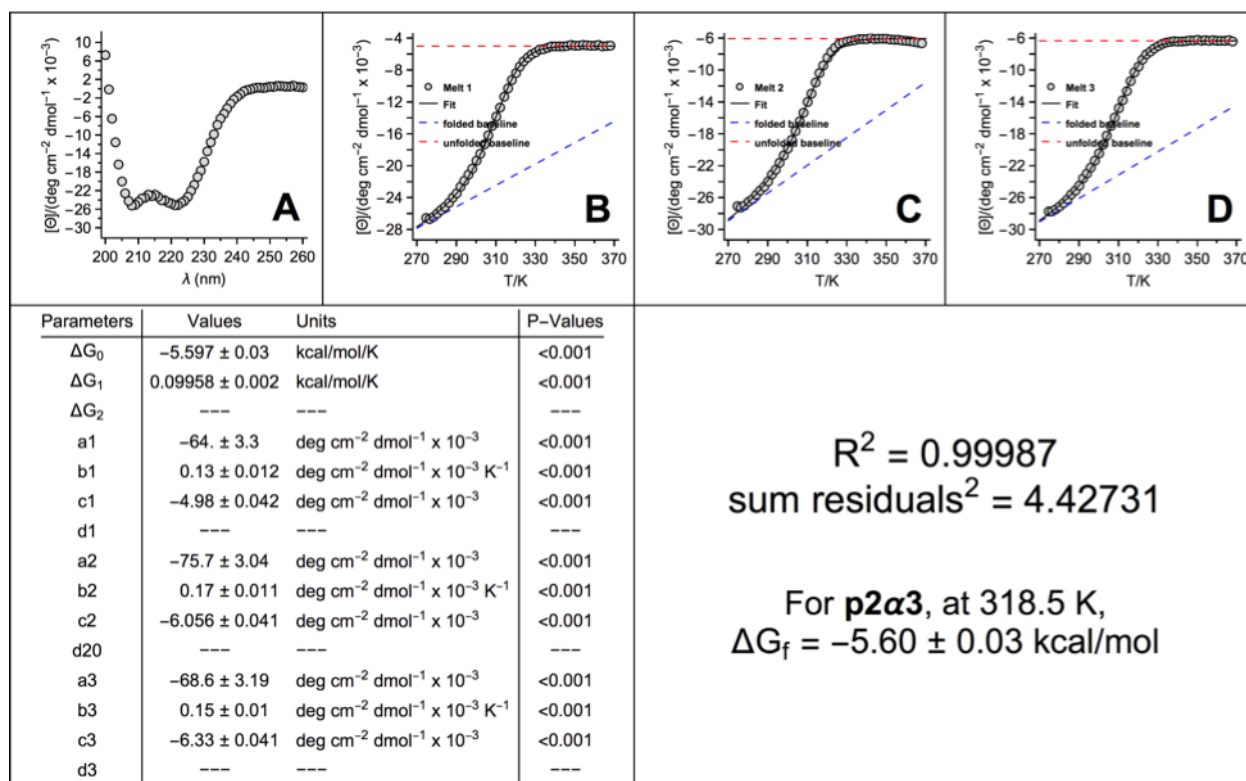 [Θ]/(deg cm⁻² dmol⁻¹ x 10⁻³)
10
6
2
−2
−6
−10
−14
−18
−22
−26
−30
200 210 220 230 240 250 260
λ (nm)
A
[Θ]/(deg cm⁻² dmol⁻¹ x 10⁻³)
−4
−8
−12
−16
−20
−24
−28
Melt 1
Fit
folded baseline
unfolded baseline
270 290 310 330 350 370
T/K
B
[Θ]/(deg cm⁻² dmol⁻¹ x 10⁻³)
−6
−10
−14
−18
−22
−26
−30
Melt 2
Fit
folded baseline
unfolded baseline
270 290 310 330 350 370
T/K
C
[Θ]/(deg cm⁻² dmol⁻¹ x 10⁻³)
−6
−10
−14
−18
−22
−26
−30
Melt 3
Fit
folded baseline
unfolded baseline
270 290 310 330 350 370
T/K
D
Parameters Values Units P−Values
ΔG₀ −5.597 ± 0.03 kcal/mol/K <0.001
ΔG₁ 0.09958 ± 0.002 kcal/mol/K <0.001
ΔG₂ −−− −−− −−−
a1 −64. ± 3.3 deg cm⁻² dmol⁻¹ x 10⁻³ <0.001
b1 0.13 ± 0.012 deg cm⁻² dmol⁻¹ x 10⁻³ K⁻¹ <0.001
c1 −4.98 ± 0.042 deg cm⁻² dmol⁻¹ x 10⁻³ <0.001
d1 −−− −−− −−−
a2 −75.7 ± 3.04 deg cm⁻² dmol⁻¹ x 10⁻³ <0.001
b2 0.17 ± 0.011 deg cm⁻² dmol⁻¹ x 10⁻³ K⁻¹ <0.001
c2 −6.056 ± 0.041 deg cm⁻² dmol⁻¹ x 10⁻³ <0.001
d20 −−− −−− −−−
a3 −68.6 ± 3.19 deg cm⁻² dmol⁻¹ x 10⁻³ <0.001
b3 0.15 ± 0.01 deg cm⁻² dmol⁻¹ x 10⁻³ K⁻¹ <0.001
c3 −6.33 ± 0.041 deg cm⁻² dmol⁻¹ x 10⁻³ <0.001
d3 −−− −−− −−−
R² = 0.99987
sum residuals² = 4.42731
For p2α3, at 318.5 K,
ΔG_f = −5.60 ± 0.03 kcal/mol